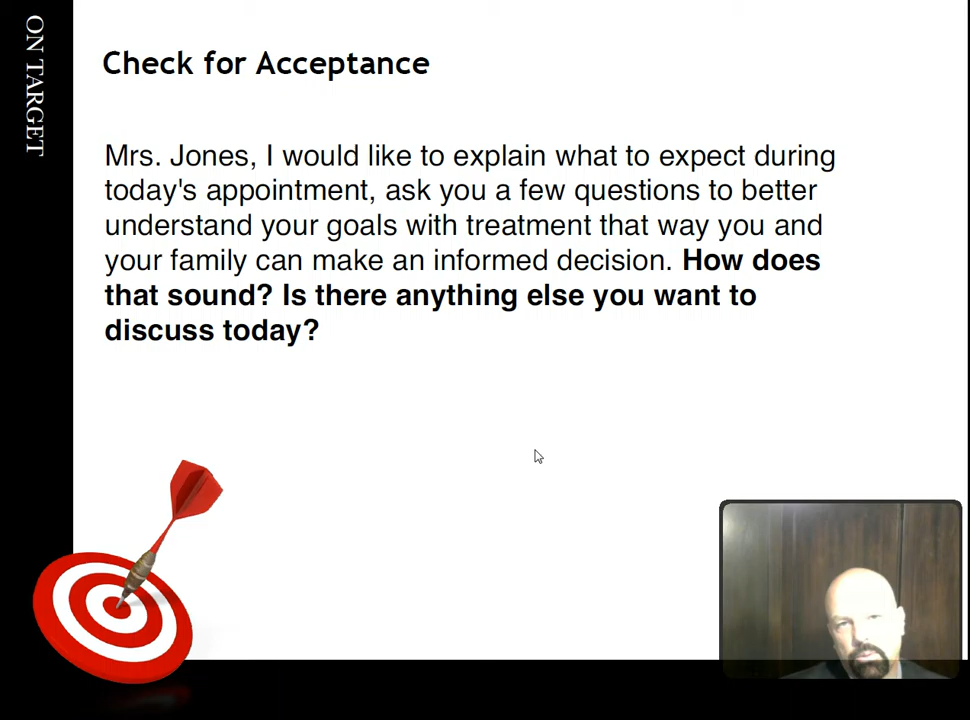 ON TARGET
Check for Acceptance
Mrs. Jones, I would like to explain what to expect during
today's appointment, ask you a few questions to better
understand your goals with treatment that way you and
your family can make an informed decision. How does
that sound? Is there anything else you want to
discuss today?